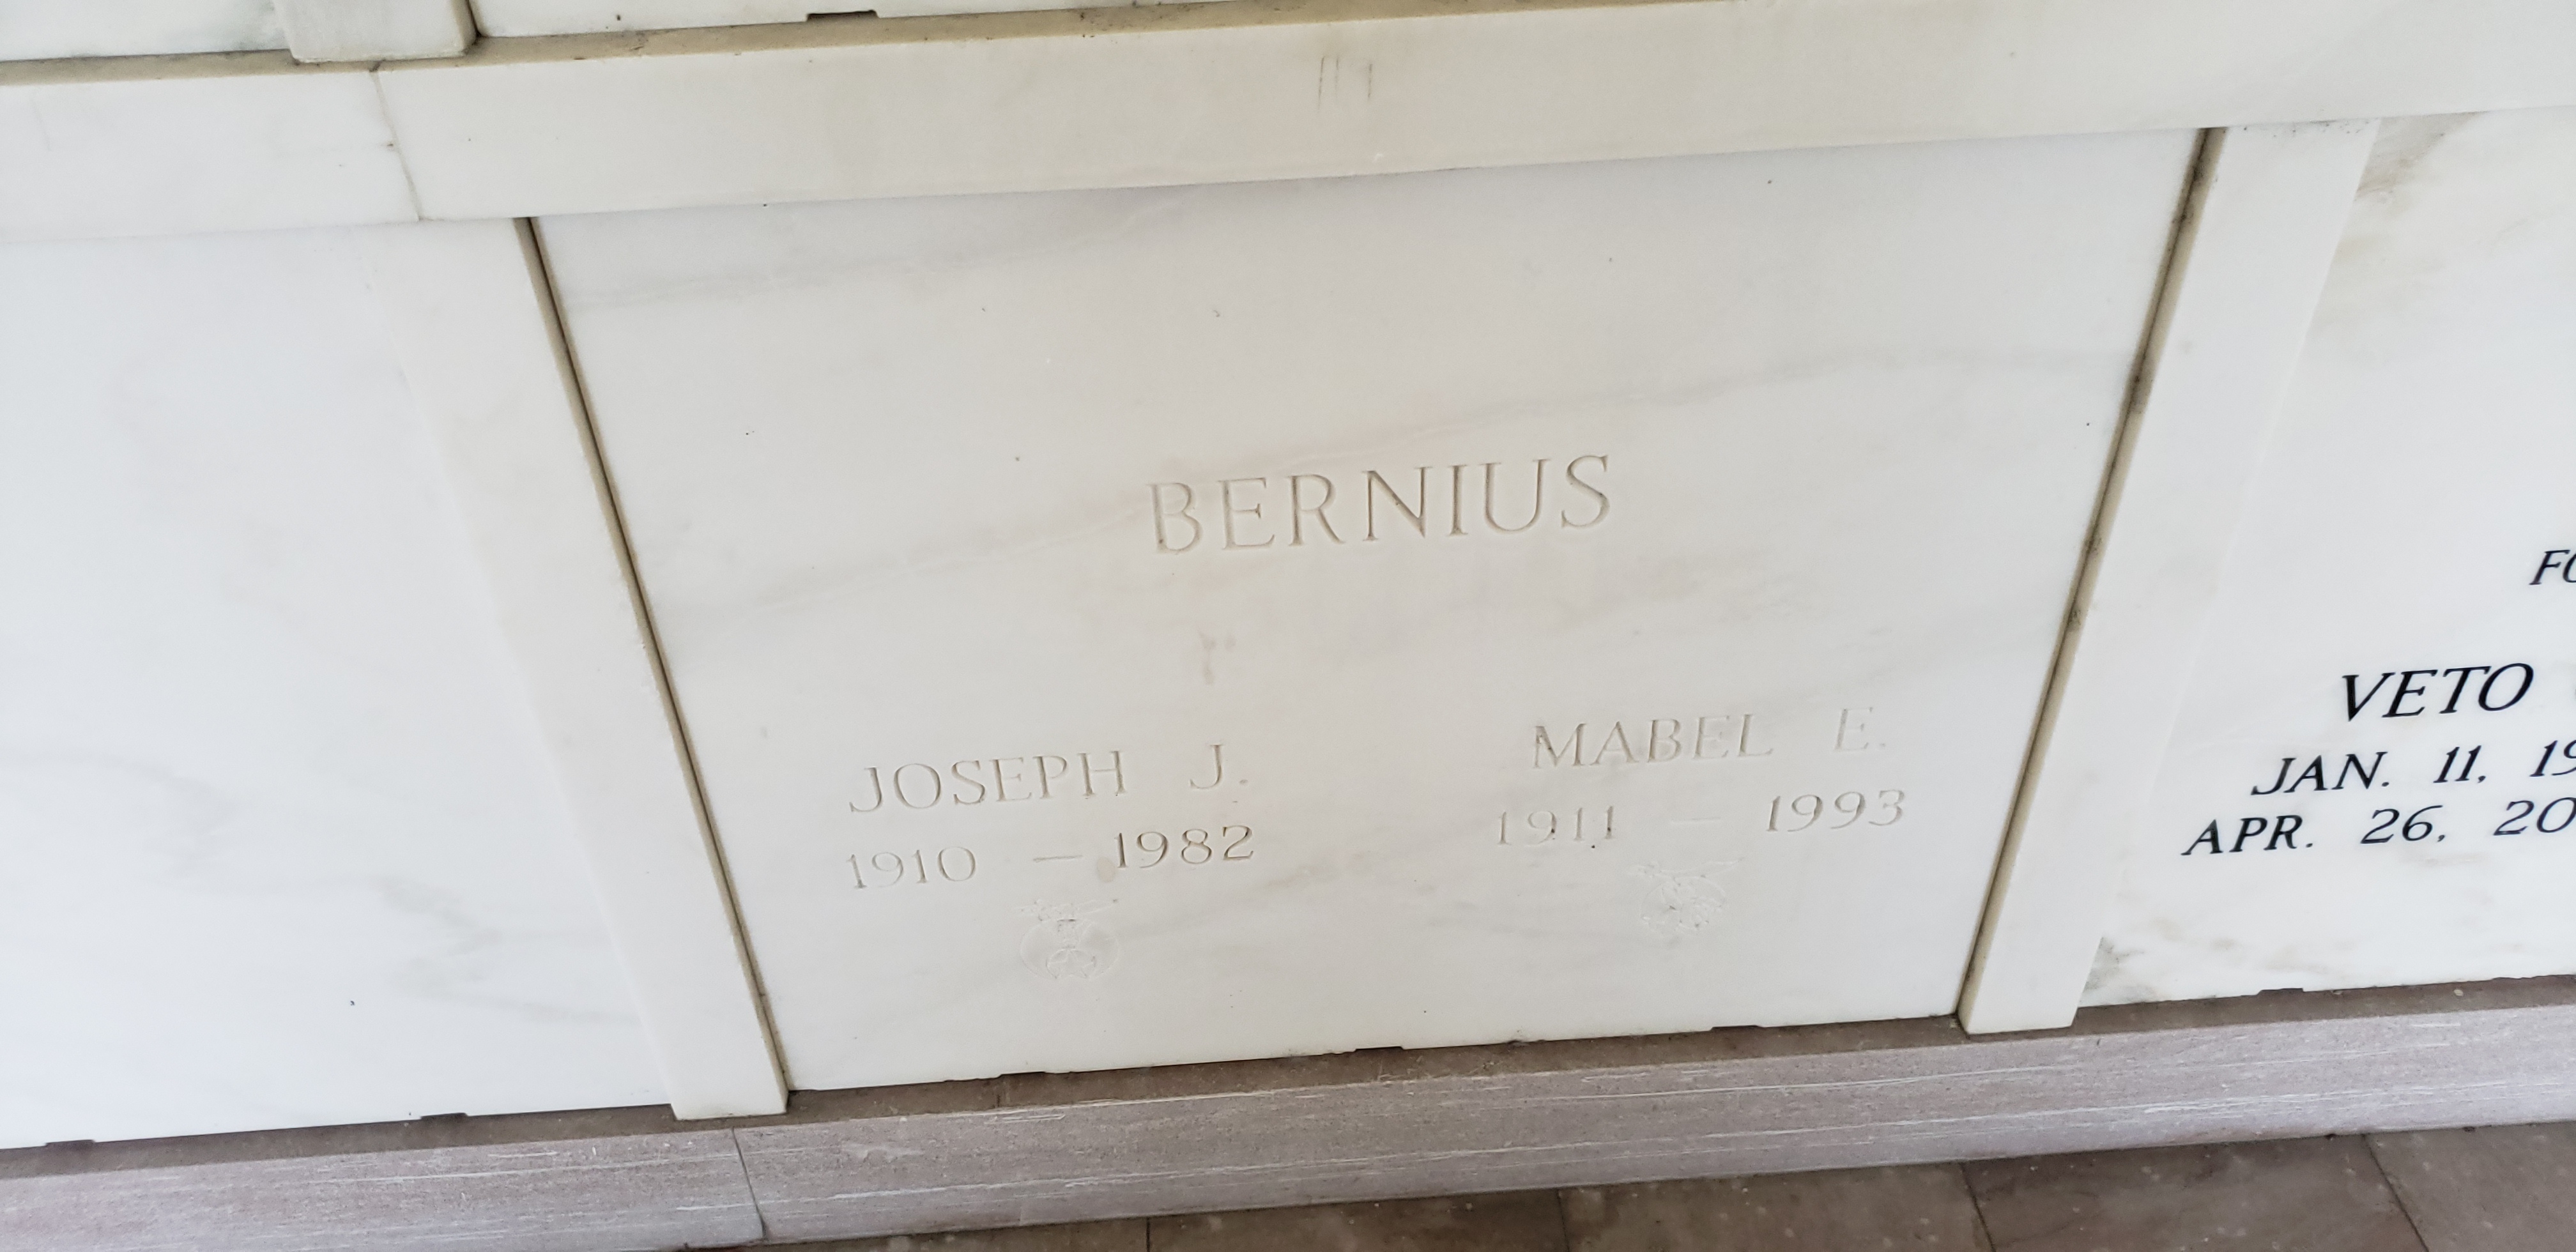 BERNIUS
JOSEPH J.
1910 — 1982
MABEL E.
1911 — 1993
VETO
JAN. 11, 19
APR. 26, 20